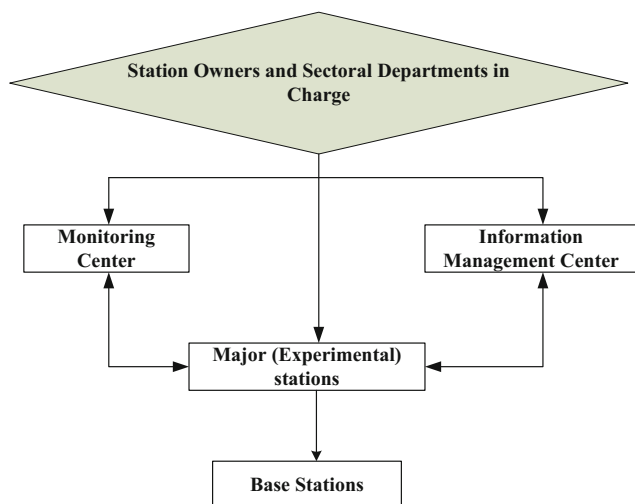 Station Owners and Sectoral Departments in
Charge
Monitoring
Center
Information
Management Center
Major (Experimental)
stations
Base Stations